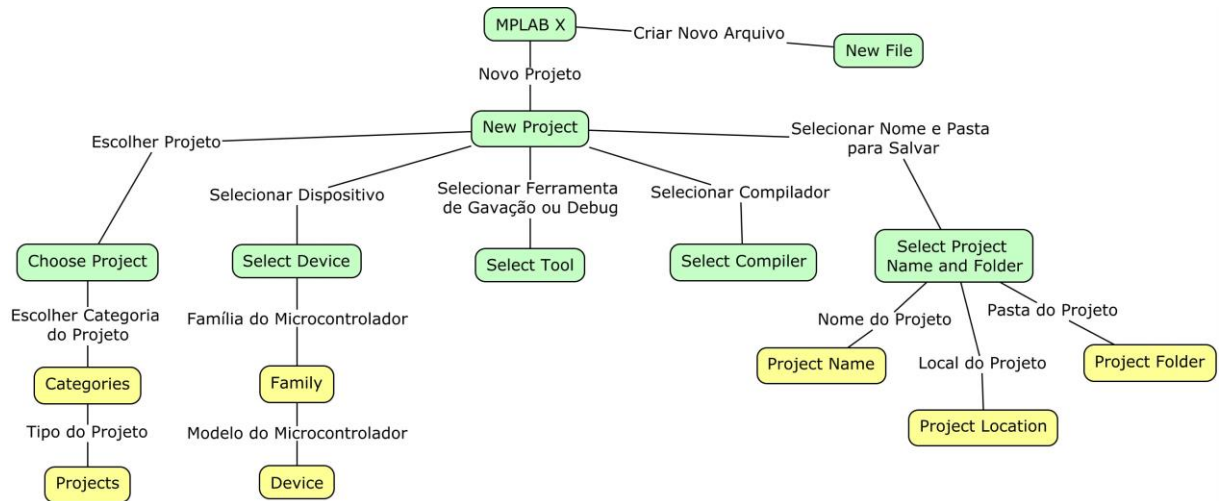 MPLAB X
Criar Novo Arquivo
New File
Novo Projeto
New Project
Escolher Projeto
Selecionar Dispositivo
Selecionar Ferramenta
de Gavação ou Debug
Selecionar Compilador
Selecionar Nome e Pasta
para Salvar
Choose Project
Select Device
Select Tool
Select Compiler
Select Project
Name and Folder
Escolher Categoria
do Projeto
Família do Microcontrolador
Nome do Projeto
Local do Projeto
Pasta do Projeto
Categories
Family
Project Name
Project Location
Project Folder
Tipo do Projeto
Modelo do Microcontrolador
Projects
Device